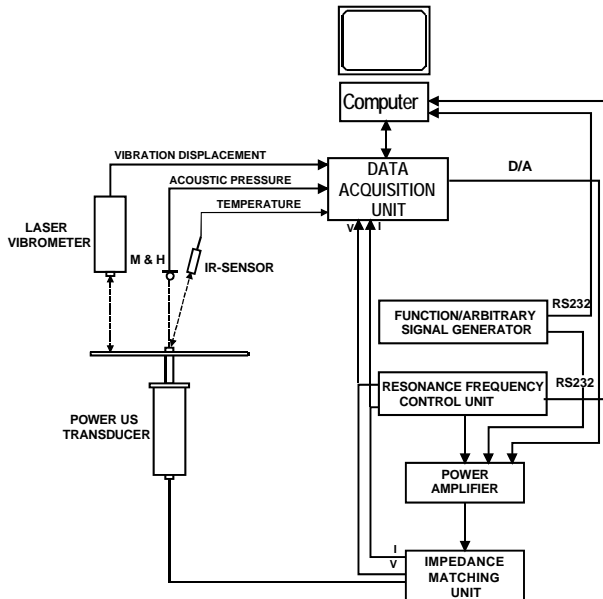 Computer
VIBRATION DISPLACEMENT
DATA
ACQUISITION
UNIT
D/A
ACOUSTIC PRESSURE
TEMPERATURE
LASER
VIBROMETER
M & H
IR-SENSOR
V
I
RS232
FUNCTION/ARBITRARY
SIGNAL GENERATOR
RESONANCE FREQUENCY
CONTROL UNIT
RS232
POWER US
TRANSDUCER
POWER
AMPLIFIER
I
V
IMPEDANCE
MATCHING
UNIT